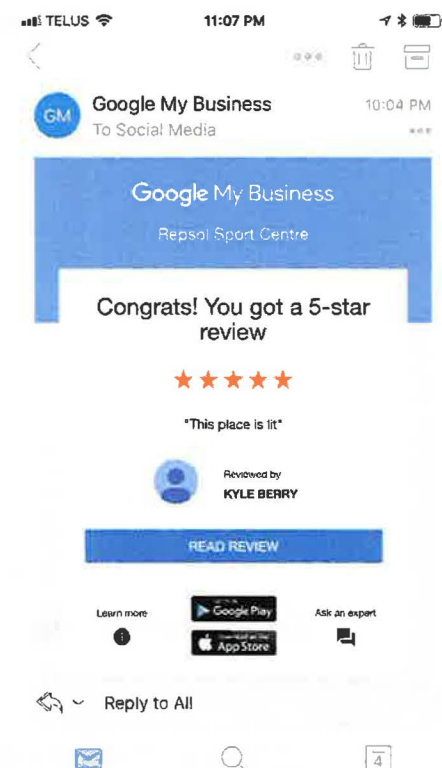 TELUS 11:07 PM
GM Google My Business 10:04 PM
To Social Media
Google My Business
Repsol Sport Centre
Congrats! You got a 5-star
review
"This place is lit"
Reviewed by
KYLE BERRY
READ REVIEW
Learn more Google Play Ask an expert
App Store
Reply to All
4